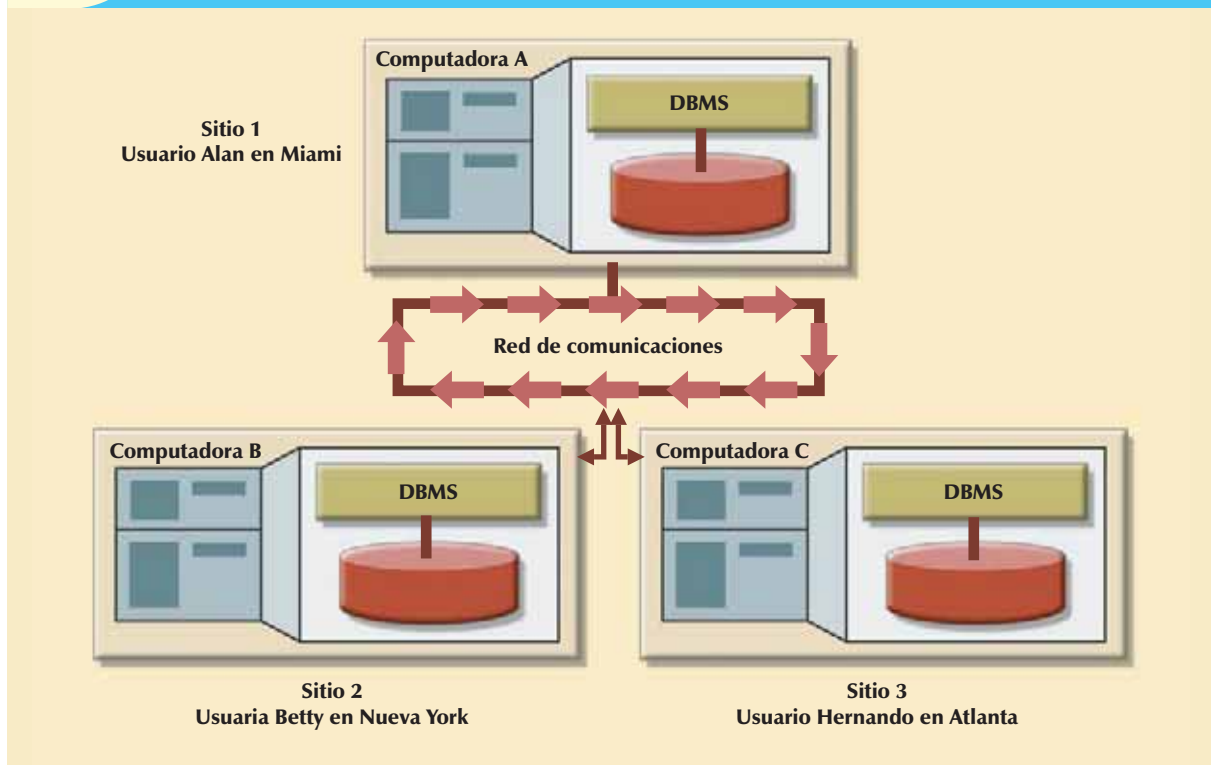 Computadora A
DBMS
Sitio 1
Usuario Alan en Miami
Red de comunicaciones
Computadora B
DBMS
Computadora C
DBMS
Sitio 2
Usuaria Betty en Nueva York
Sitio 3
Usuario Hernando en Atlanta